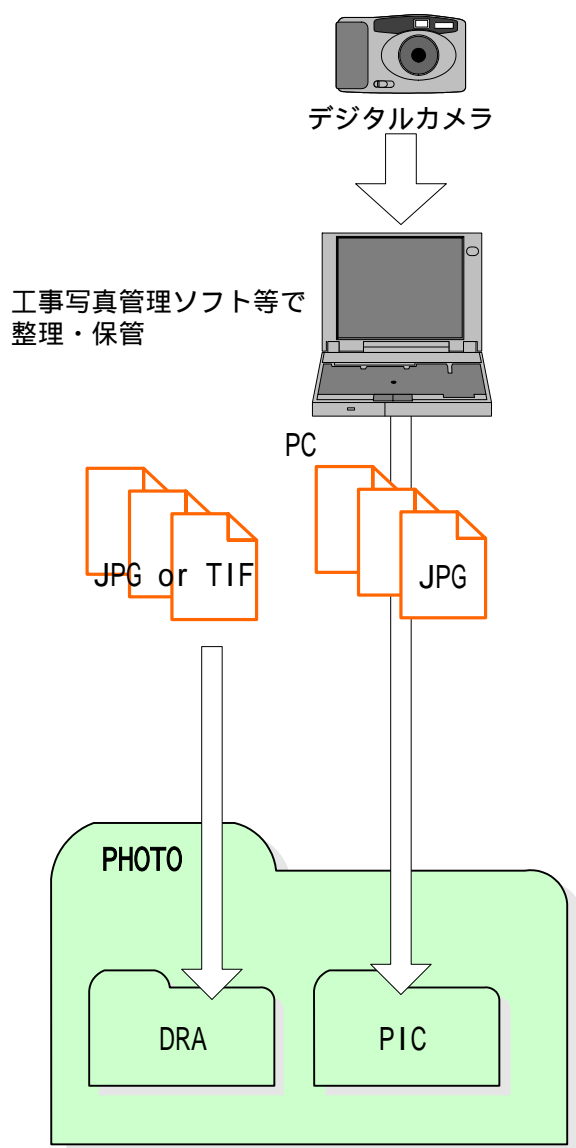 デジタルカメラ
工事写真管理ソフト等で
整理・保管
PC
JPG or TIF
JPG
PHOTO
DRA
PIC